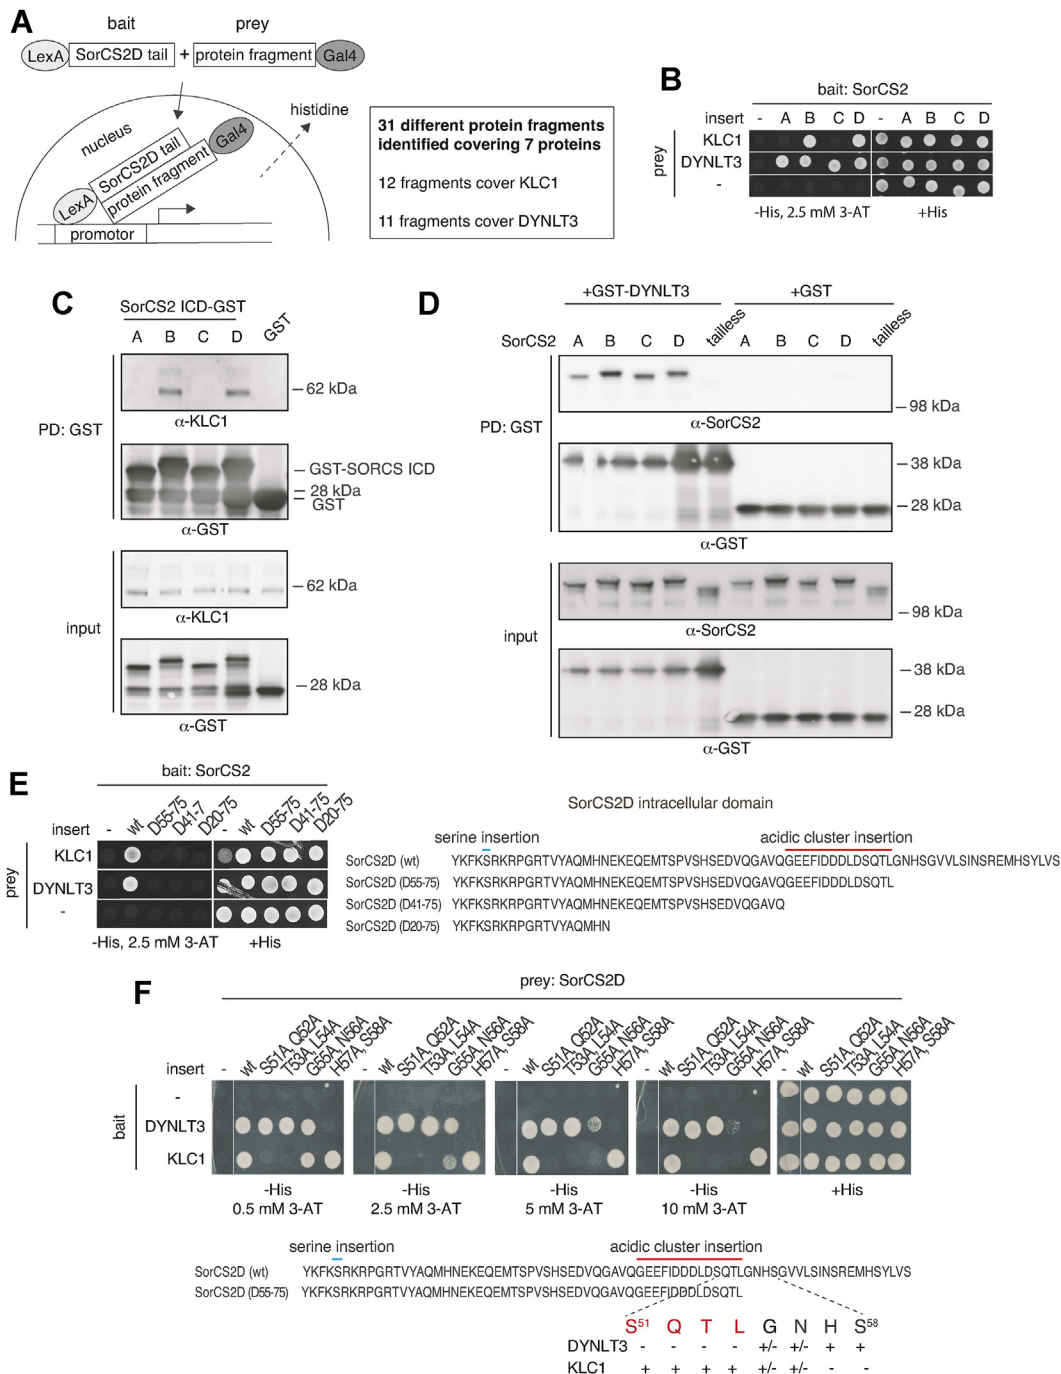 A
bait
prey
LexA
SorCS2D tail
+
protein fragment
Gal4
nucleus
histidine
SorCS2D tail
protein fragment
Gal4
LexA
promotor
31 different protein fragments
identified covering 7 proteins
12 fragments cover KLC1
11 fragments cover DYNLT3
B
bait: SorCS2
insert - A B C D - A B C D
prey
KLC1
DYNLT3
-
-His, 2.5 mM 3-AT +His
C
SorCS2 ICD-GST
A B C D GST
PD: GST
62 kDa
α-KLC1
GST-SORCS ICD
28 kDa
GST
α-GST
input
62 kDa
α-KLC1
28 kDa
α-GST
D
+GST-DYNLT3 +GST
SorCS2 A B C D tailless A B C D tailless
PD: GST
98 kDa
α-SorCS2
38 kDa
28 kDa
α-GST
input
98 kDa
α-SorCS2
38 kDa
28 kDa
α-GST
E
bait: SorCS2
insert - wt D55-75 D41-7 D20-75 - wt D55-75 D41-75 D20-75
prey
KLC1
DYNLT3
-
-His, 2.5 mM 3-AT +His
SorCS2D intracellular domain
serine insertion acidic cluster insertion
SorCS2D (wt) YKFKSRKRPGRTVYAQMHNEKEQEMTSPVSHSEDVQGAVQGEEFIDDDLDSQTLGNHSGVVLSINSREMHSYLVS
SorCS2D (D55-75) YKFKSRKRPGRTVYAQMHNEKEQEMTSPVSHSEDVQGAVQGEEFIDDDLDSQTL
SorCS2D (D41-75) YKFKSRKRPGRTVYAQMHNEKEQEMTSPVSHSEDVQGAVQ
SorCS2D (D20-75) YKFKSRKRPGRTVYAQMHN
F
prey: SorCS2D
insert - wt S51A, Q52A T53A, L54A G55A N56A H57A, S58A - wt S51A, Q52A T53A, L54A G55A N56A H57A, S58A - wt S51A, Q52A T53A, L54A G55A N56A H57A, S58A - wt S51A, Q52A T53A, L54A G55A N56A H57A, S58A - wt S51A, Q52A T53A, L54A G55A N56A H57A, S58A
bait
-
DYNLT3
KLC1
-His -His -His -His +His
0.5 mM 3-AT 2.5 mM 3-AT 5 mM 3-AT 10 mM 3-AT
serine insertion acidic cluster insertion
SorCS2D (wt) YKFKSRKRPGRTVYAQMHNEKEQEMTSPVSHSEDVQGAVQGEEFIDDDLDSQTLGNHSGVVLSINSREMHSYLVS
SorCS2D (D55-75) YKFKSRKRPGRTVYAQMHNEKEQEMTSPVSHSEDVQGAVQGEEFIDDDLDSQTL
S51 Q T L G N H S58
DYNLT3 - - - - +/- +/- + +
KLC1 + + + + +/- +/- - -